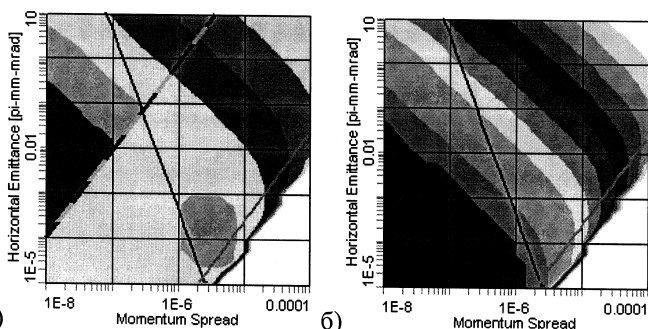 Horizontal Emittance [pi-mm-mrad]
10
0.01
1E-5
1E-8
1E-6
0.0001
Momentum Spread
)
Horizontal Emittance [pi-mm-mrad]
10
0.01
1E-5
1E-8
1E-6
0.0001
Momentum Spread
б)